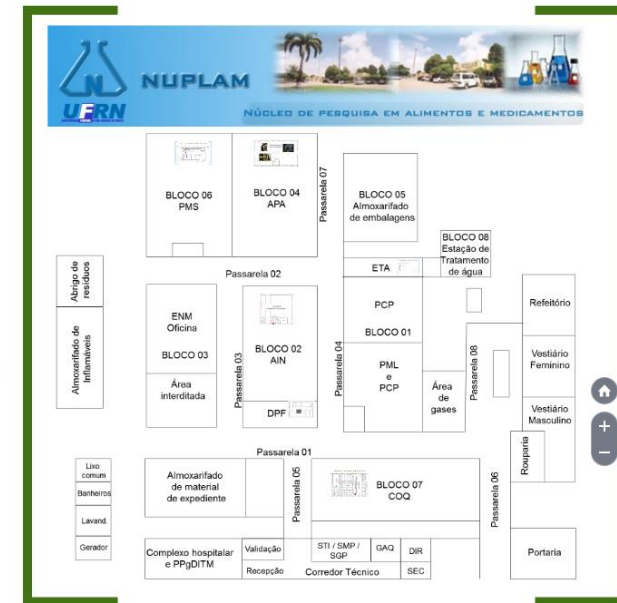 NUPLAM
UFRN
NÚCLEO DE PESQUISA EM ALIMENTOS E MEDICAMENTOS
BLOCO 06
PMS
BLOCO 04
APA
Passarela 07
BLOCO 05
Almoxarifado
de embalagens
BLOCO 08
Estação de
Tratamento
de água
ETA
Passarela 02
Abrigo de
resíduos
Almoxarifado de
Inflamáveis
ENM
Oficina
BLOCO 03
Área
interditada
Passarela 03
BLOCO 02
AIN
DPF
Passarela 04
PCP
BLOCO 01
PML
e
PCP
Área
de
gases
Passarela 08
Refeitório
Vestiário
Feminino
Vestiário
Masculino
Rouparia
Passarela 01
Lixo
comum
Banheiros
Lavand.
Gerador
Almoxarifado
de material
de expediente
Passarela 05
BLOCO 07
COQ
Passarela 06
Complexo hospitalar
e PPgDITM
Validação
Recepção
STI / SMP /
SGP
GAQ
DIR
Corredor Técnico
SEC
Portaria